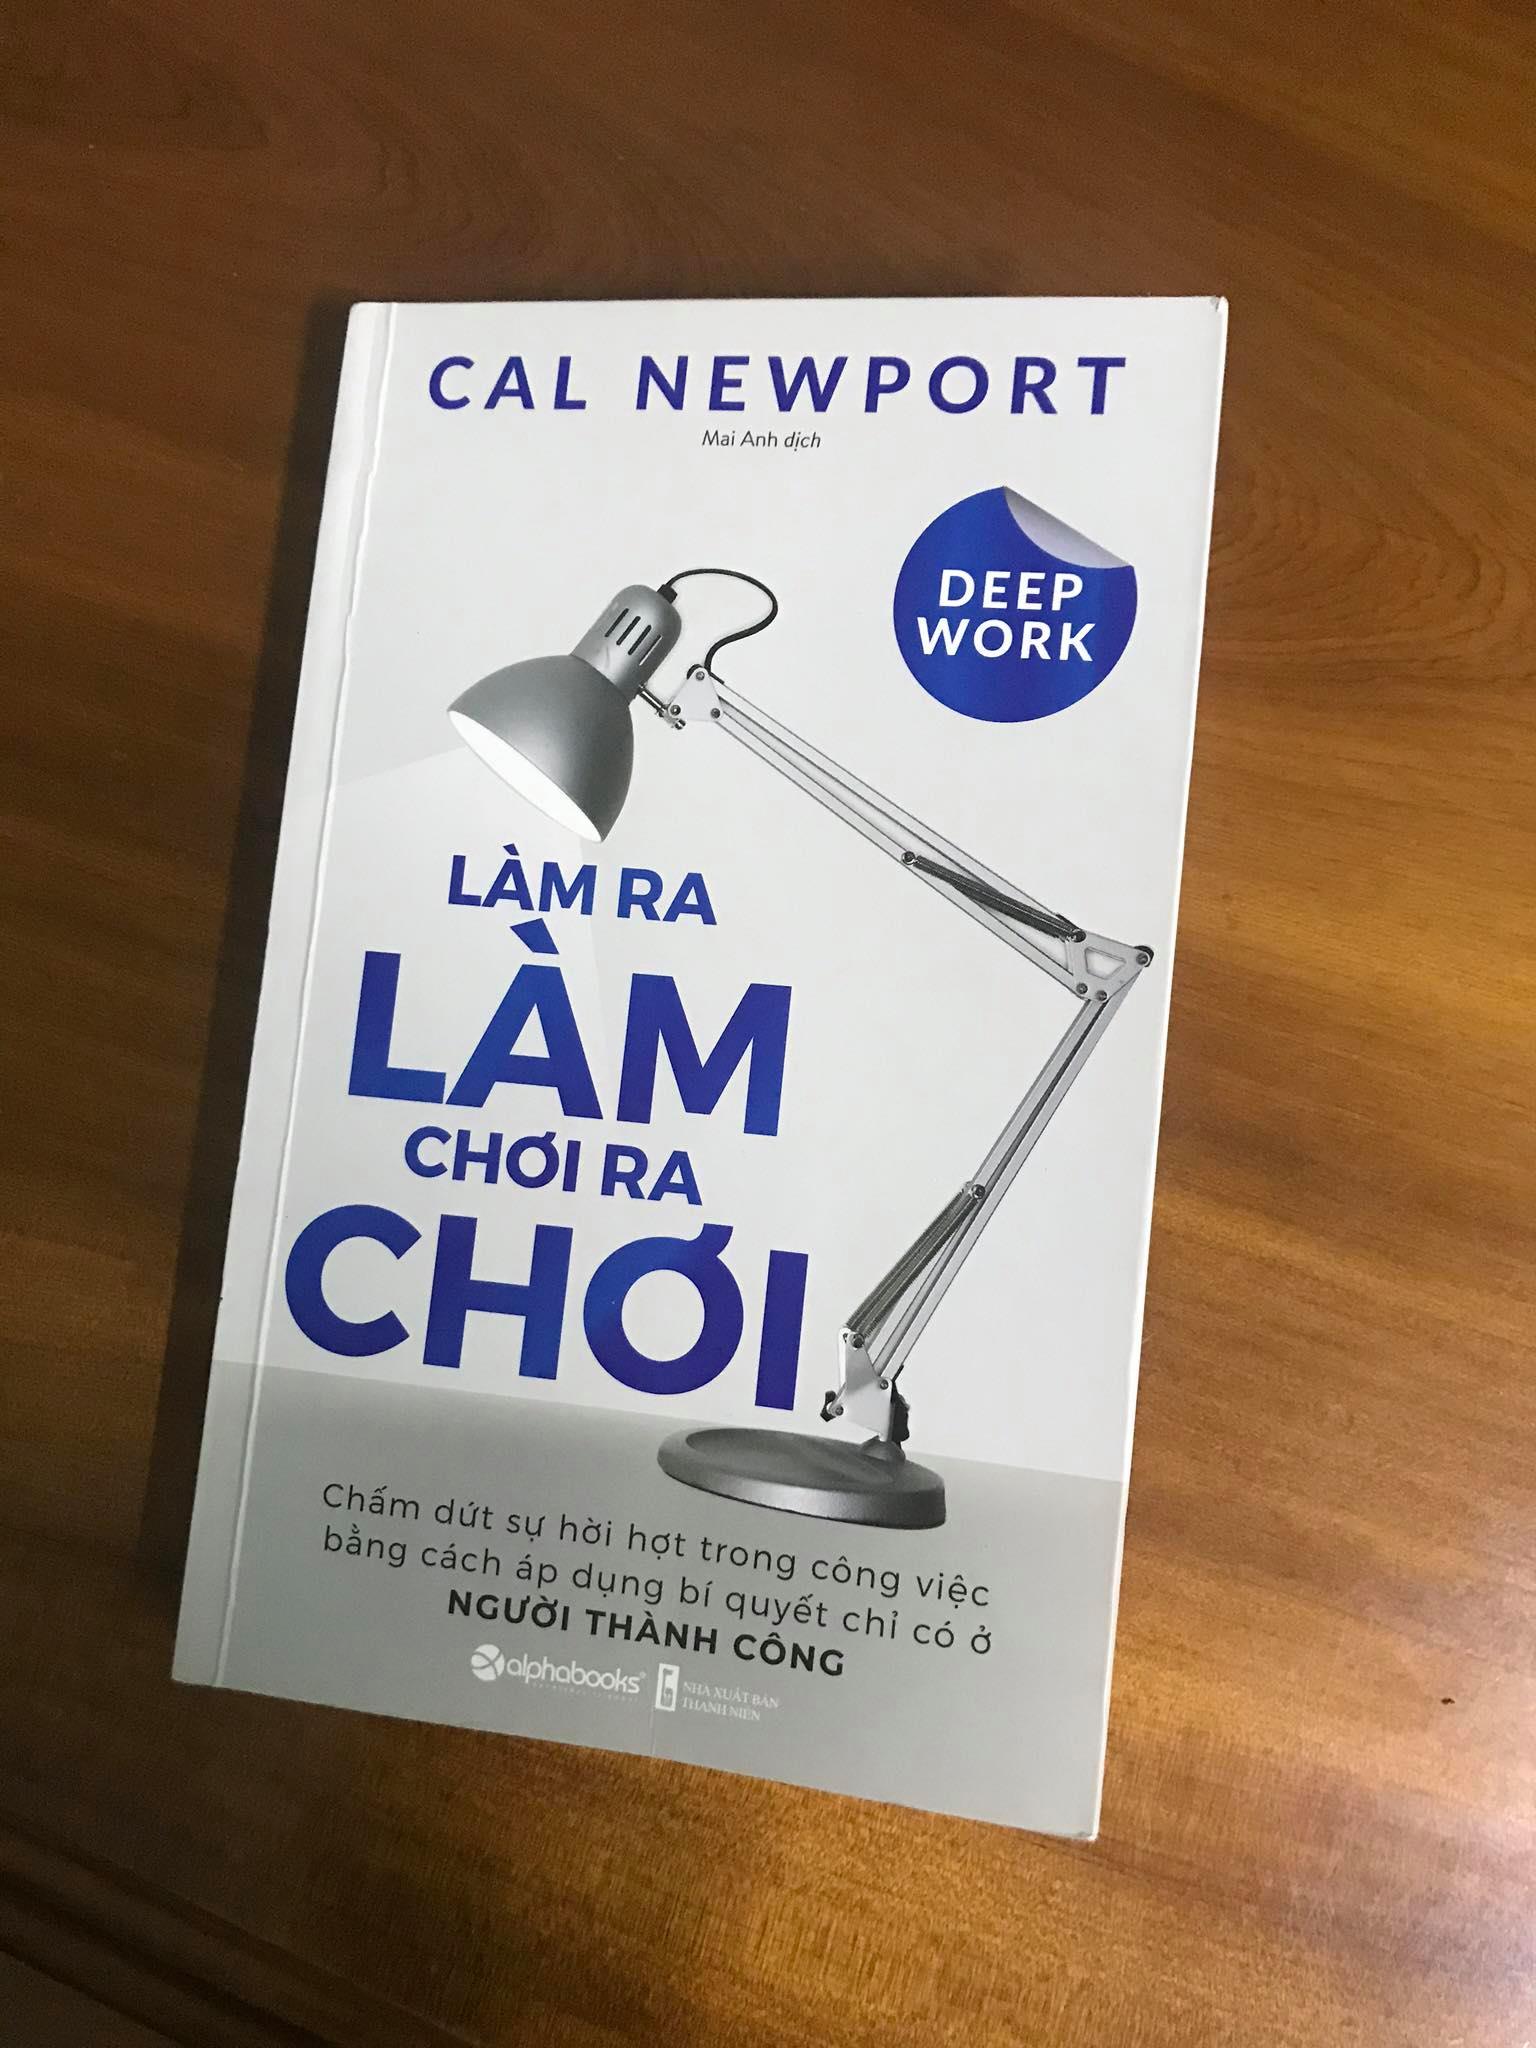 CAL NEWPORT
Mai Anh dịch
DEEP
WORK
LÀM RA
LÀM
CHƠI RA
CHƠI
Chấm dứt sự hời hợt trong công việc
bằng cách áp dụng bí quyết chỉ có ở
NGƯỜI THÀNH CÔNG
alphabooks®
NHÀ XUẤT BẢN
THANH NIÊN